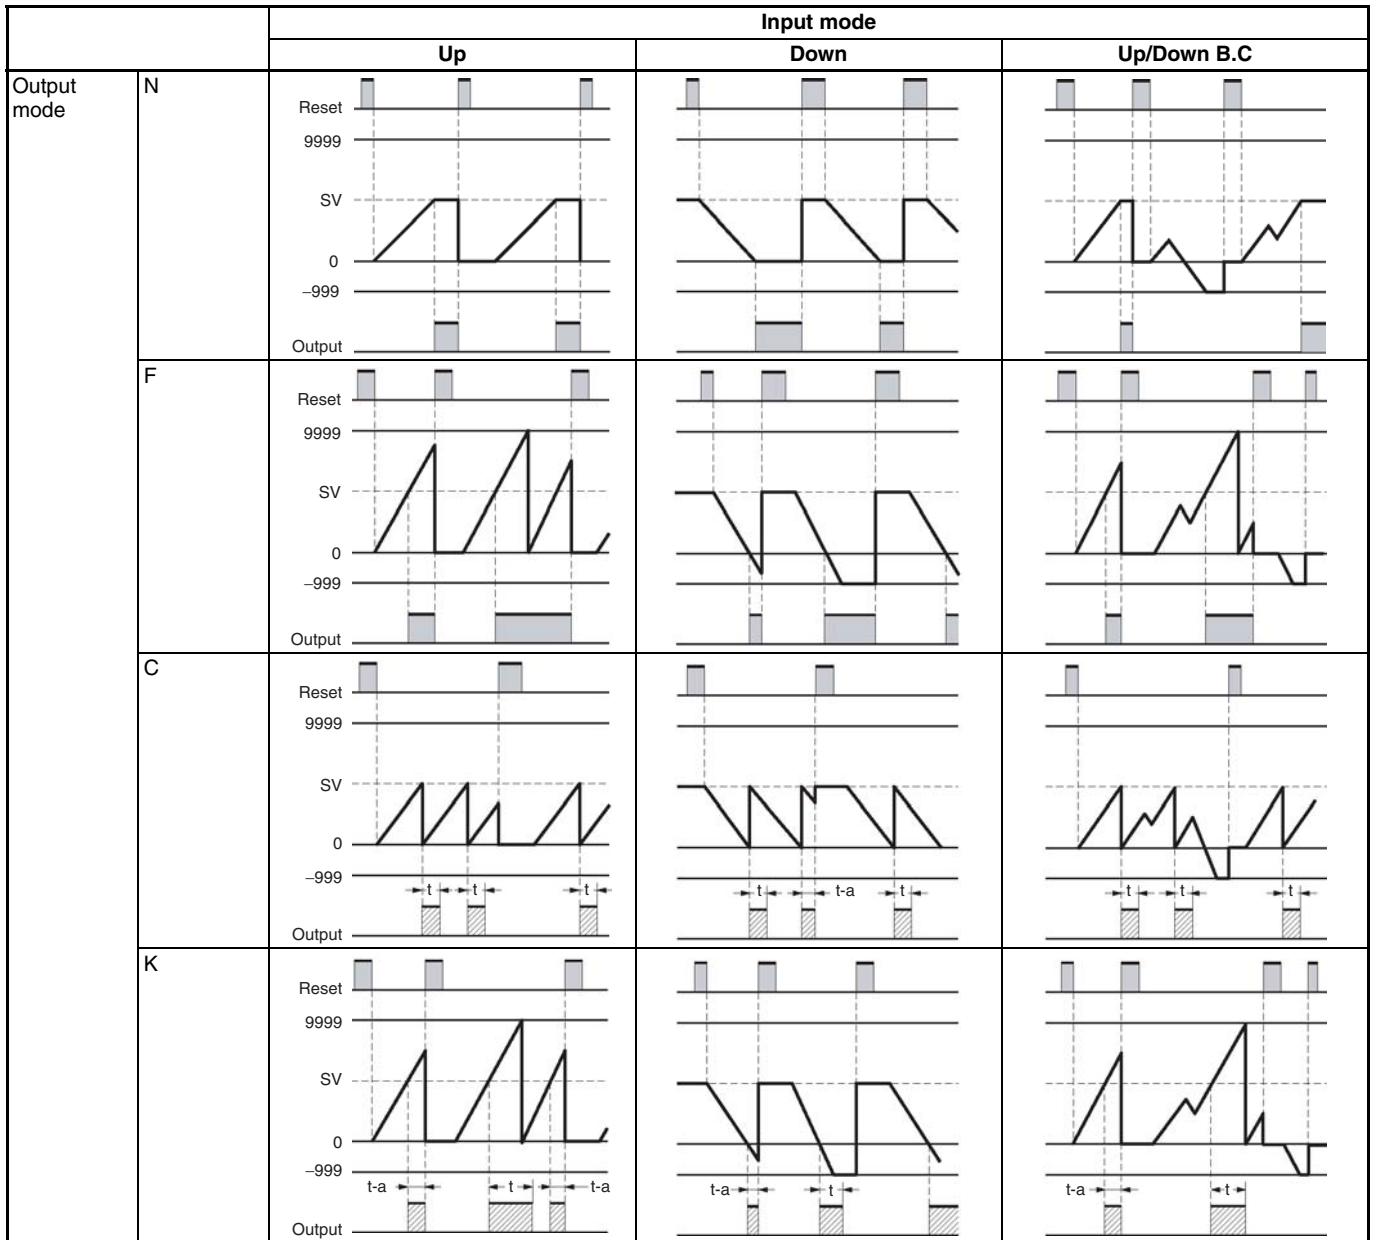 Input mode
Up Down Up/Down B.C
Output mode
N
Reset
9999
SV
0
–999
Output
F
Reset
9999
SV
0
–999
Output
C
Reset
9999
SV
0
–999
t t t
t t-a t
t t t
Output
K
Reset
9999
SV
0
–999
t-a t t-a
t-a t
t-a t
Output